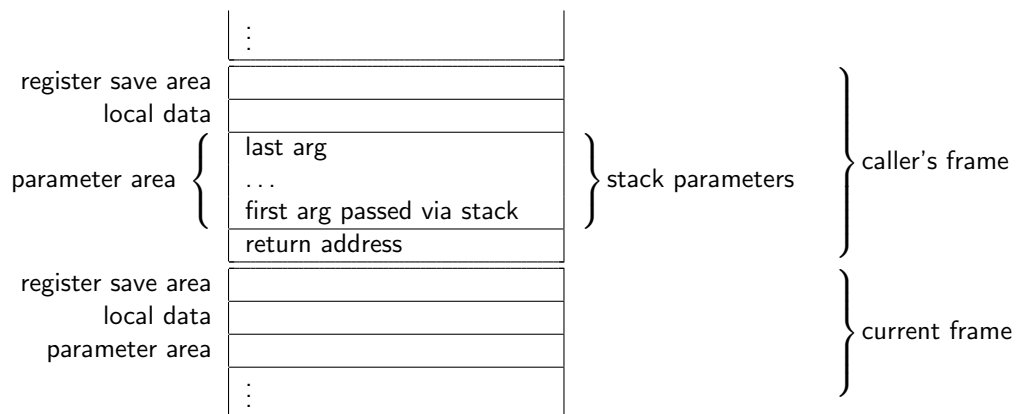 ⋮
register save area
local data
last arg
parameter area
. . .
stack parameters
caller's frame
first arg passed via stack
return address
register save area
local data
current frame
parameter area
⋮